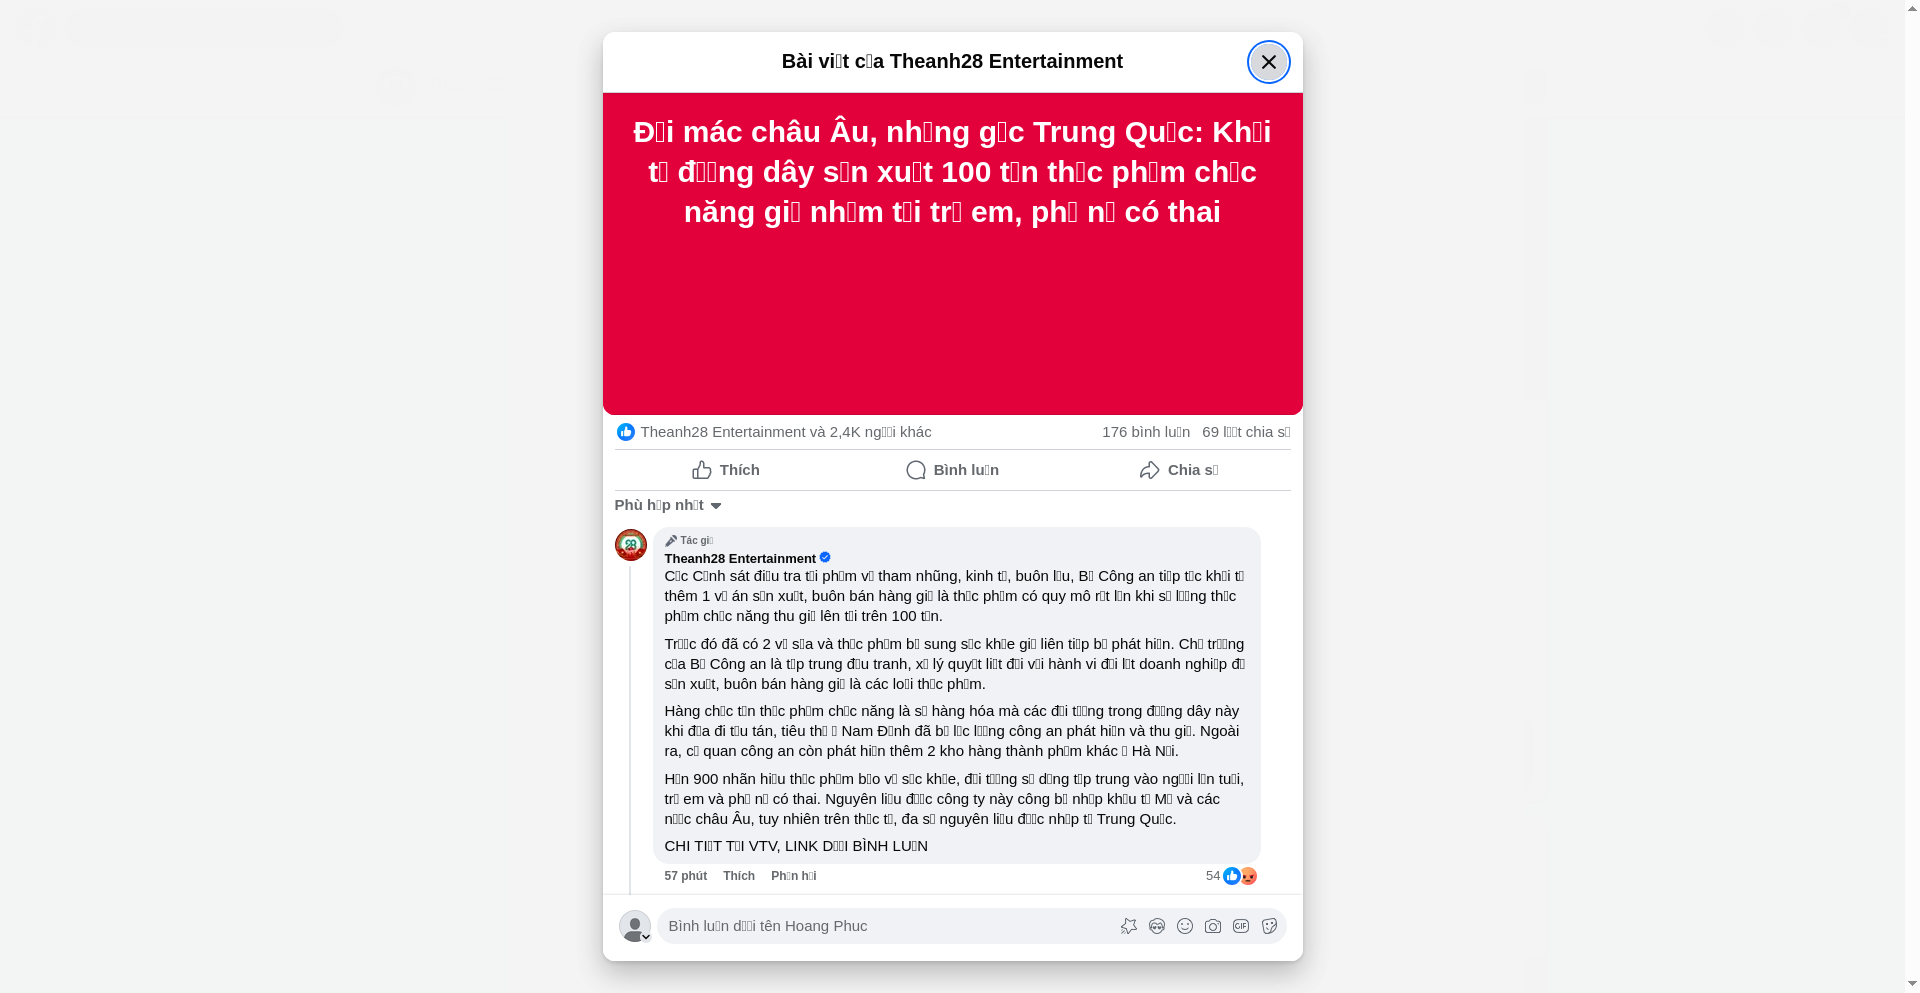 Bài vi□t c□a Theanh28 Entertainment
Đ□i mác châu Âu, nh□ng g□c Trung Qu□c: Kh□i
t□ đ□□ng dây s□n xu□t 100 t□n th□c ph□m ch□c
năng gi□ nh□m t□i tr□ em, ph□ n□ có thai
Theanh28 Entertainment và 2,4K ng□□i khác
176 bình lu□n 69 l□□t chia s□
Thích Bình lu□n Chia s□
Phù h□p nh□t
Tác gi□
Theanh28 Entertainment
C□c C□nh sát đi□u tra t□i ph□m v□ tham nhũng, kinh t□, buôn l□u, B□ Công an ti□p t□c kh□i t□
thêm 1 v□ án s□n xu□t, buôn bán hàng gi□ là th□c ph□m có quy mô r□t l□n khi s□ l□□ng th□c
ph□m ch□c năng thu gi□ lên t□i trên 100 t□n.
Tr□□c đó đã có 2 v□ s□a và th□c ph□m b□ sung s□c kh□e gi□ liên ti□p b□ phát hi□n. Ch□ tr□□ng
c□a B□ Công an là t□p trung đ□u tranh, x□ lý quy□t li□t đ□i v□i hành vi đ□i l□t doanh nghi□p đ□
s□n xu□t, buôn bán hàng gi□ là các lo□i th□c ph□m.
Hàng ch□c t□n th□c ph□m ch□c năng là s□ hàng hóa mà các đ□i t□□ng trong đ□□ng dây này
khi đ□a đi t□u tán, tiêu th□ □ Nam Đ□nh đã b□ l□c l□□ng công an phát hi□n và thu gi□. Ngoài
ra, c□ quan công an còn phát hi□n thêm 2 kho hàng thành ph□m khác □ Hà N□i.
H□n 900 nhãn hi□u th□c ph□m b□o v□ s□c kh□e, đ□i t□□ng s□ d□ng t□p trung vào ng□□i l□n tu□i,
tr□ em và ph□ n□ có thai. Nguyên li□u đ□□c công ty này công b□ nh□p kh□u t□ M□ và các
n□□c châu Âu, tuy nhiên trên th□c t□, đa s□ nguyên li□u đ□□c nh□p t□ Trung Qu□c.
CHI TI□T T□I VTV, LINK D□□I BÌNH LU□N
57 phút Thích Ph□n h□i 54
Bình lu□n d□□i tên Hoang Phuc
GIF